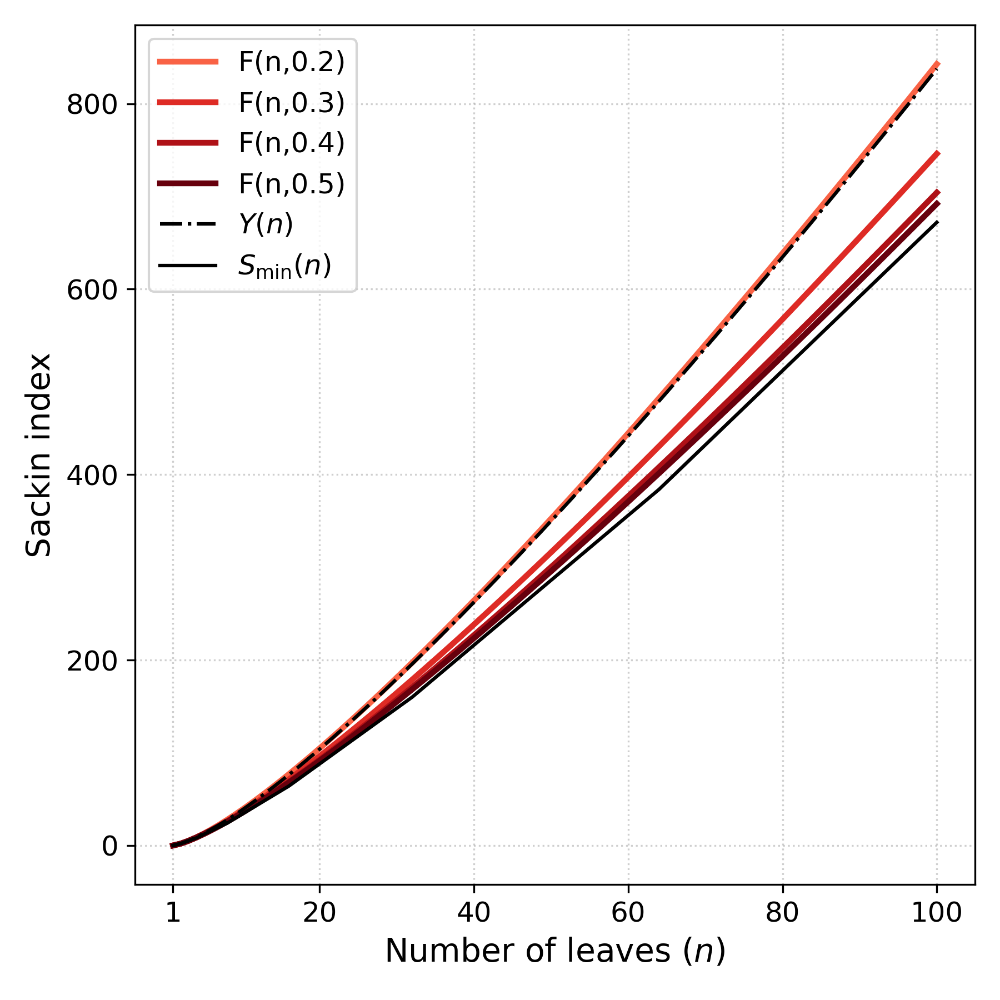 F(n,0.2)
F(n,0.3)
F(n,0.4)
F(n,0.5)
Y(n)
S_min(n)
800
600
400
200
0
Sackin index
1 20 40 60 80 100
Number of leaves (n)